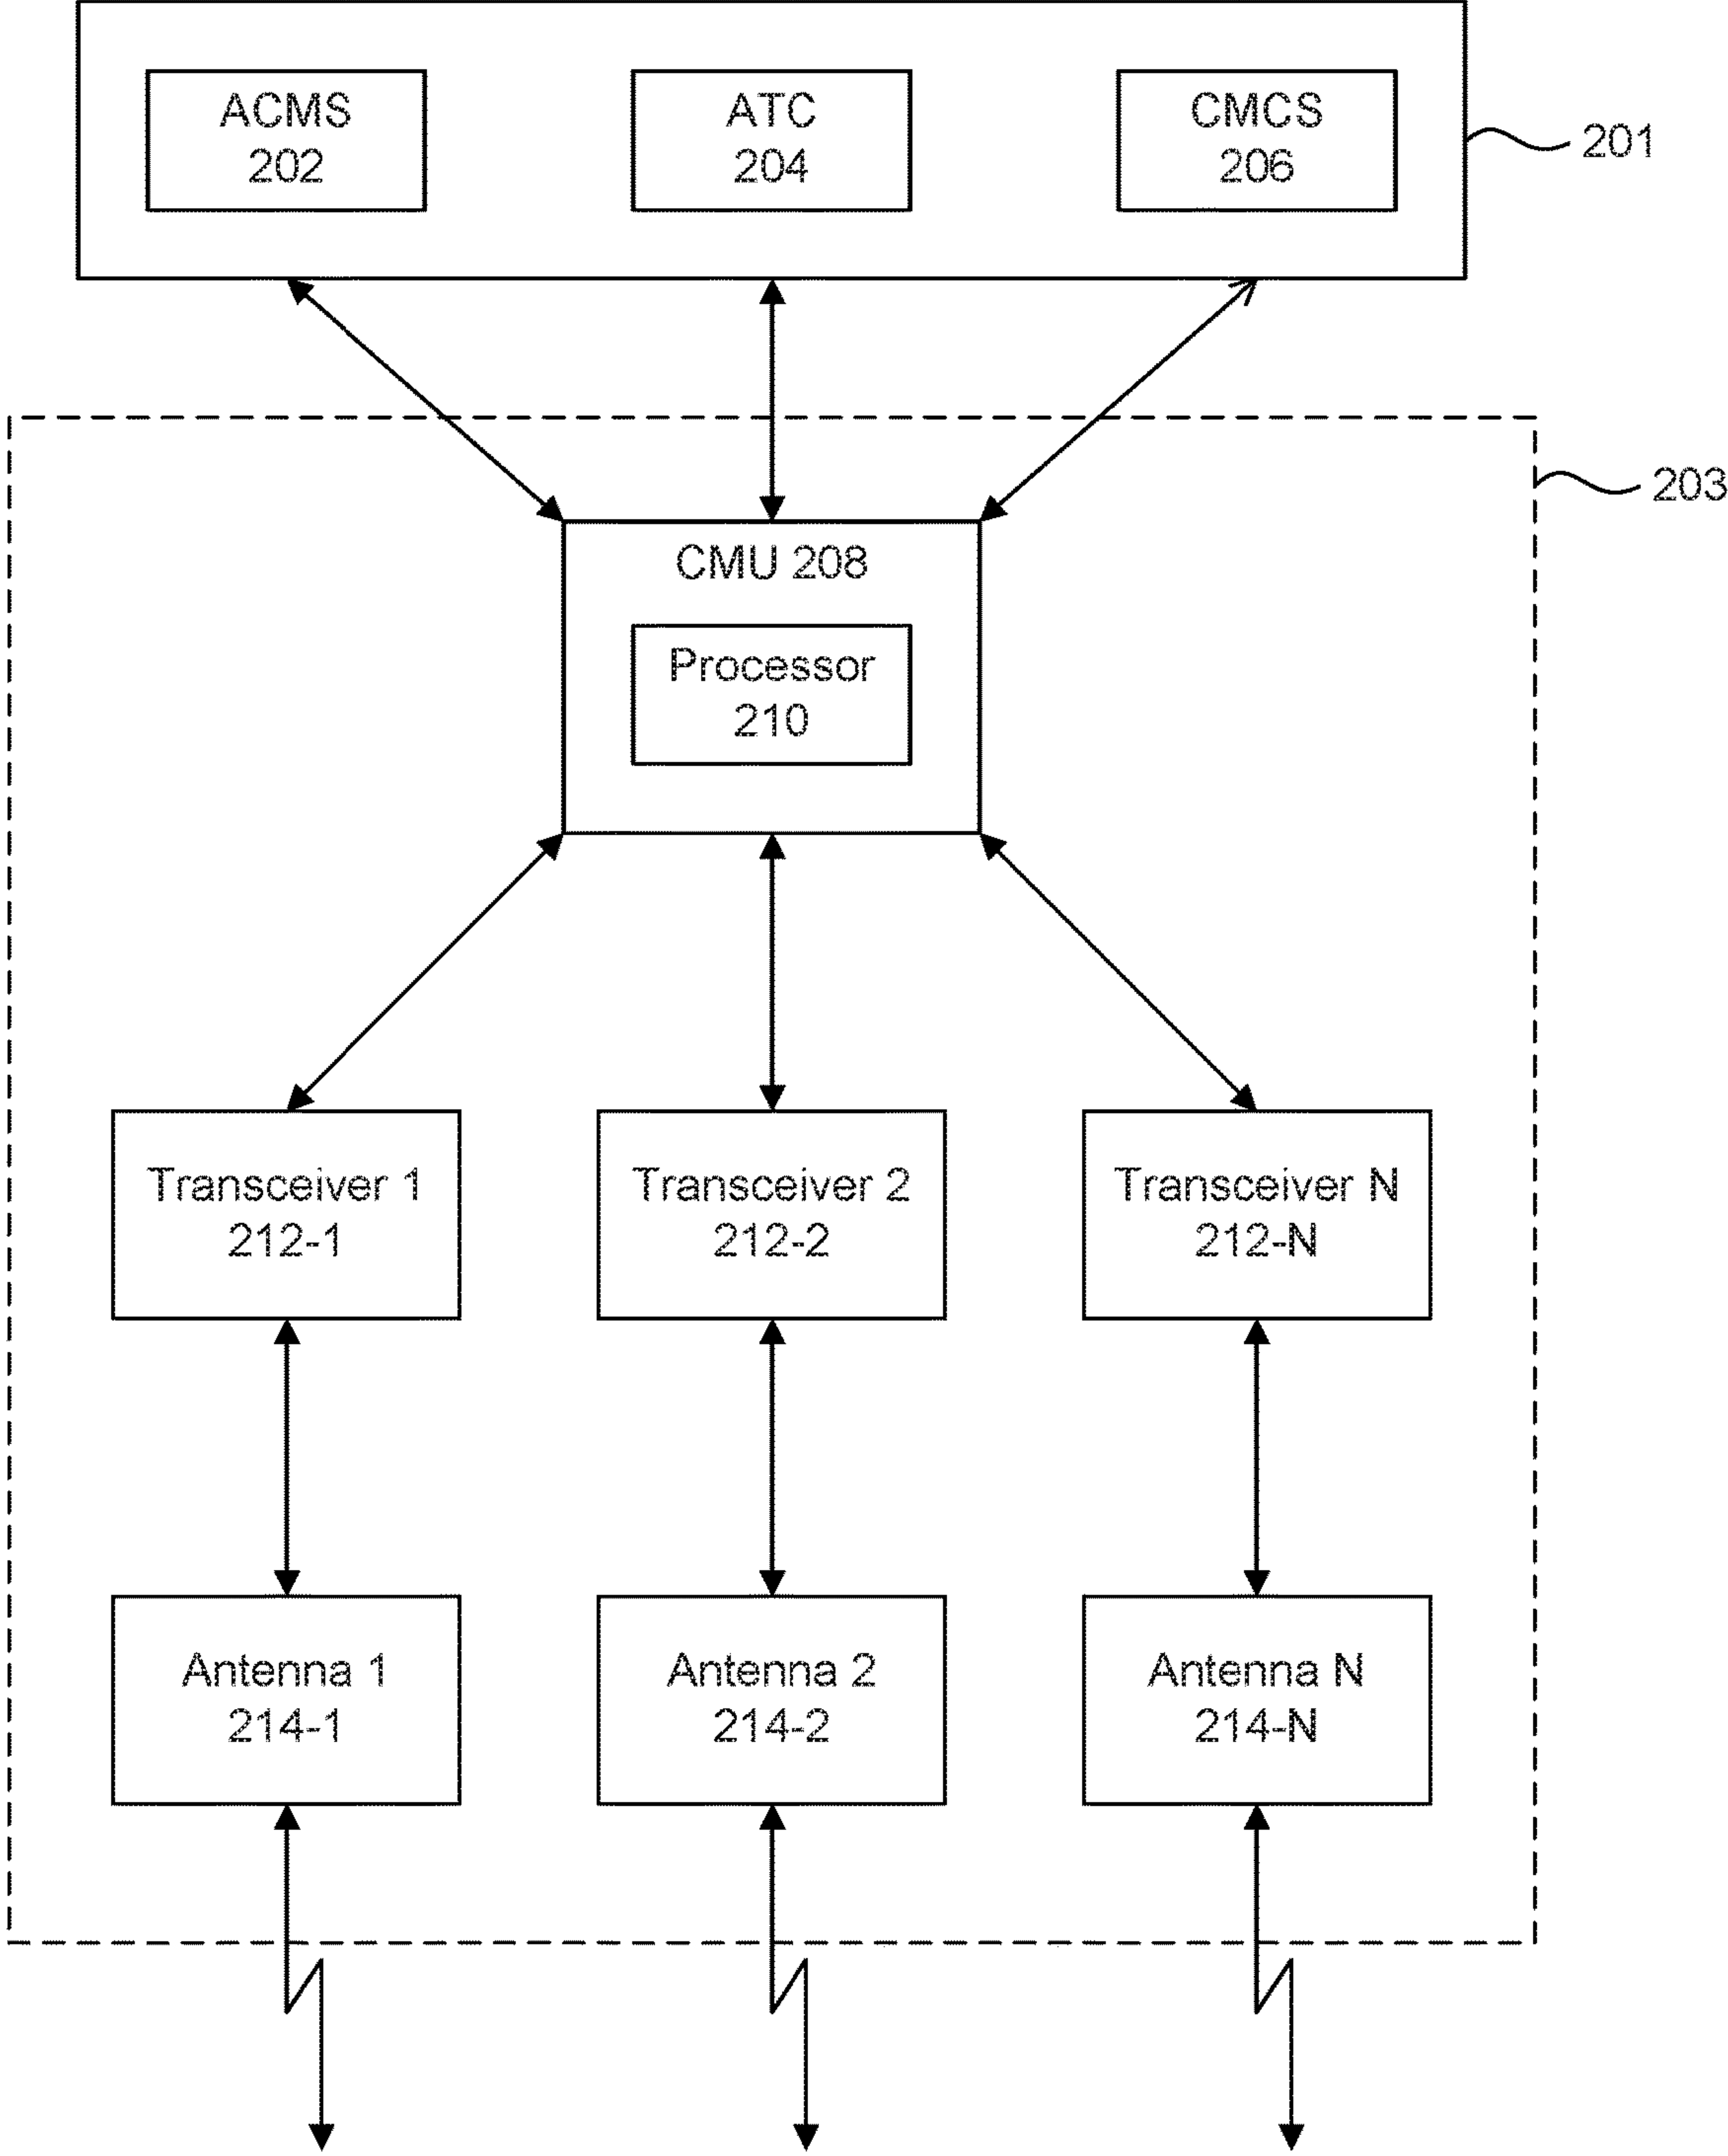 ACMS
202
ATC
204
CMCS
206
201
203
CMU 208
Processor
210
Transceiver 1
212-1
Transceiver 2
212-2
Transceiver N
212-N
Antenna 1
214-1
Antenna 2
214-2
Antenna N
214-N